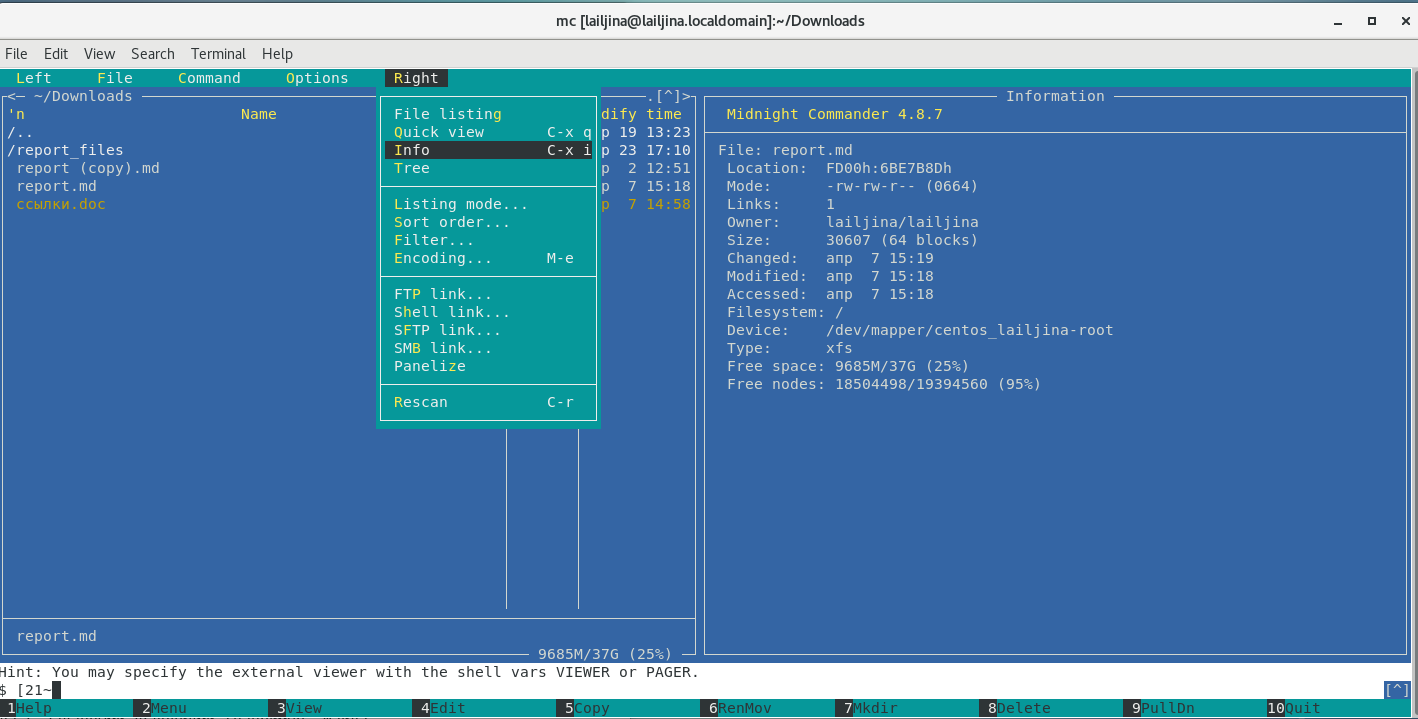 mc [lailjina@lailjina.localdomain]:~/Downloads
File Edit View Search Terminal Help
Left File Command Options Right
<─ ~/Downloads .[^]>
'n Name dify time
/.. p 19 13:23
/report_files p 23 17:10
report (copy).md p 2 12:51
report.md p 7 15:18
ссылки.doc p 7 14:58
File listing
Quick view C-x q
Info C-x i
Tree
Listing mode...
Sort order...
Filter...
Encoding... M-e
FTP link...
Shell link...
SFTP link...
SMB link...
Panelize
Rescan C-r
Information
Midnight Commander 4.8.7
File: report.md
Location: FD00h:6BE7B8Dh
Mode: -rw-rw-r-- (0664)
Links: 1
Owner: lailjina/lailjina
Size: 30607 (64 blocks)
Changed: апр 7 15:19
Modified: апр 7 15:18
Accessed: апр 7 15:18
Filesystem: /
Device: /dev/mapper/centos_lailjina-root
Type: xfs
Free space: 9685M/37G (25%)
Free nodes: 18504498/19394560 (95%)
report.md
9685M/37G (25%)
Hint: You may specify the external viewer with the shell vars VIEWER or PAGER.
$ [21~ [^]
1Help 2Menu 3View 4Edit 5Copy 6RenMov 7Mkdir 8Delete 9PullDn 10Quit